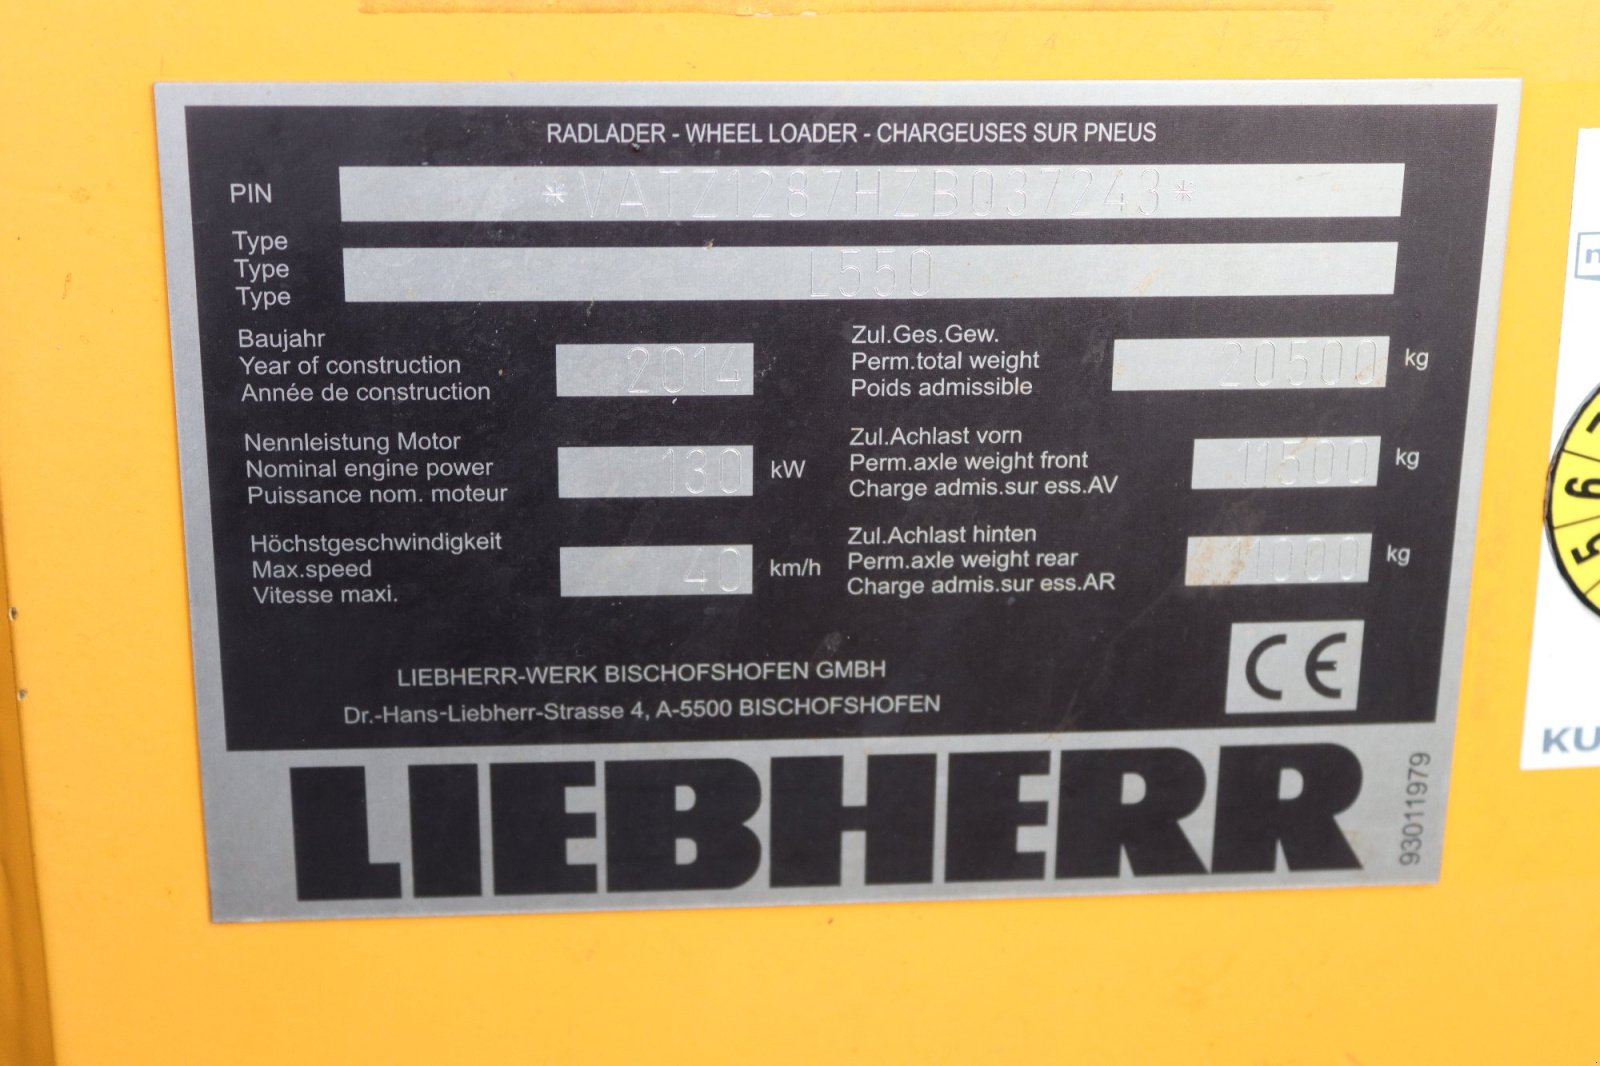 RADLADER - WHEEL LOADER - CHARGEUSES SUR PNEUS
PIN *VATZ1287HZB037243*
Type
Type L550
Type
Baujahr
Year of construction 2014
Année de construction
Zul.Ges.Gew.
Perm.total weight 20500 kg
Poids admissible
Nennleistung Motor
Nominal engine power 130 kW
Puissance nom. moteur
Zul.Achlast vorn
Perm.axle weight front 11500 kg
Charge admis.sur ess.AV
Höchstgeschwindigkeit
Max.speed 40 km/h
Vitesse maxi.
Zul.Achlast hinten
Perm.axle weight rear kg
Charge admis.sur ess.AR
CE
LIEBHERR-WERK BISCHOFSHOFEN GMBH
Dr.-Hans-Liebherr-Strasse 4, A-5500 BISCHOFSHOFEN
LIEBHERR
93011979
KU
6
5